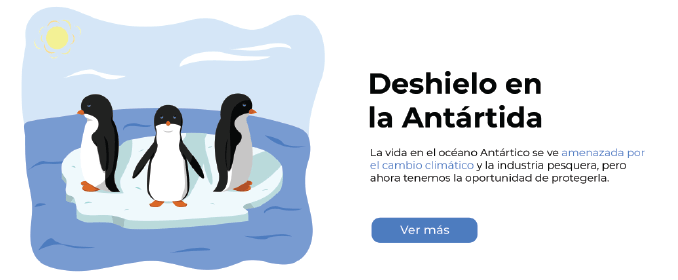 Deshielo en
la Antártida
La vida en el océano Antártico se ve amenazada por
el cambio climático y la industria pesquera, pero
ahora tenemos la oportunidad de protegerla.
Ver más